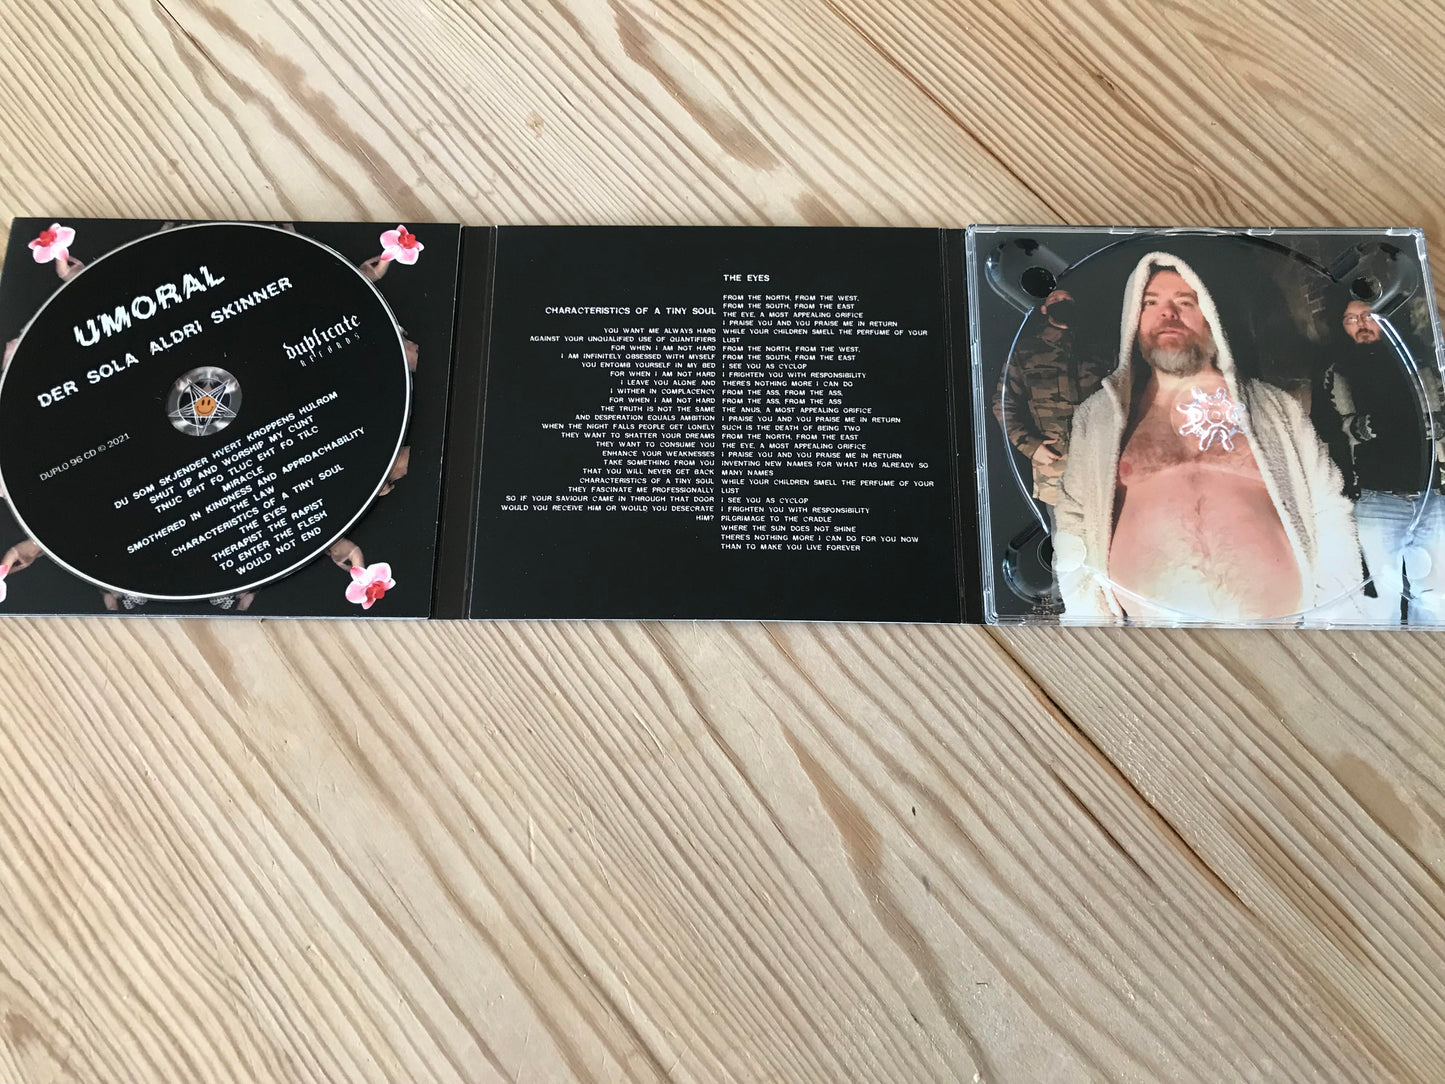 UMORAL
DER SOLA ALDRI SKINNER
duplicate
RECORDS
DUPLO 96 CD © 2021
DU SOM SKJENDER HVERT KROPPENS HULROM
SHUT UP AND WORSHIP MY CUNT
TNUC EHT FO TLUC EHT FO TILC
MIRACLE
SMOTHERED IN KINDNESS AND APPROACHABILITY
THE LAW
CHARACTERISTICS OF A TINY SOUL
THE EYES
THERAPIST THE RAPIST
TO ENTER THE FLESH
WOULD NOT END
CHARACTERISTICS OF A TINY SOUL
YOU WANT ME ALWAYS HARD
AGAINST YOUR UNQUALIFIED USE OF QUANTIFIERS
FOR WHEN I AM NOT HARD
I AM INFINITELY OBSESSED WITH MYSELF
YOU ENTOMB YOURSELF IN MY BED
FOR WHEN I AM NOT HARD
I LEAVE YOU ALONE AND
I WITHER IN COMPLACENCY
FOR WHEN I AM NOT HARD
THE TRUTH IS NOT THE SAME
AND DESPERATION EQUALS AMBITION
WHEN THE NIGHT FALLS PEOPLE GET LONELY
THEY WANT TO SHATTER YOUR DREAMS
THEY WANT TO CONSUME YOU
ENHANCE YOUR WEAKNESSES
TAKE SOMETHING FROM YOU
THAT YOU WILL NEVER GET BACK
CHARACTERISTICS OF A TINY SOUL
THEY FASCINATE ME PROFESSIONALLY
SO IF YOUR SAVIOUR CAME IN THROUGH THAT DOOR
WOULD YOU RECEIVE HIM OR WOULD YOU DESECRATE
HIM?
THE EYES
FROM THE NORTH, FROM THE WEST,
FROM THE SOUTH, FROM THE EAST
THE EYE, A MOST APPEALING ORIFICE
I PRAISE YOU AND YOU PRAISE ME IN RETURN
WHILE YOUR CHILDREN SMELL THE PERFUME OF YOUR
LUST
FROM THE NORTH, FROM THE WEST,
FROM THE SOUTH, FROM THE EAST
I SEE YOU AS CYCLOP
I FRIGHTEN YOU WITH RESPONSIBILITY
THERE'S NOTHING MORE I CAN DO
FROM THE ASS, FROM THE ASS,
FROM THE ASS, FROM THE ASS
THE ANUS, A MOST APPEALING ORIFICE
I PRAISE YOU AND YOU PRAISE ME IN RETURN
SUCH IS THE DEATH OF BEING TWO
FROM THE NORTH, FROM THE EAST
THE EYE, A MOST APPEALING ORIFICE
I PRAISE YOU AND YOU PRAISE ME IN RETURN
INVENTING NEW NAMES FOR WHAT HAS ALREADY SO
MANY NAMES
WHILE YOUR CHILDREN SMELL THE PERFUME OF YOUR
LUST
I SEE YOU AS CYCLOP
I FRIGHTEN YOU WITH RESPONSIBILITY
PILGRIMAGE TO THE CRADLE
WHERE THE SUN DOES NOT SHINE
THERE'S NOTHING MORE I CAN DO FOR YOU NOW
THAN TO MAKE YOU LIVE FOREVER